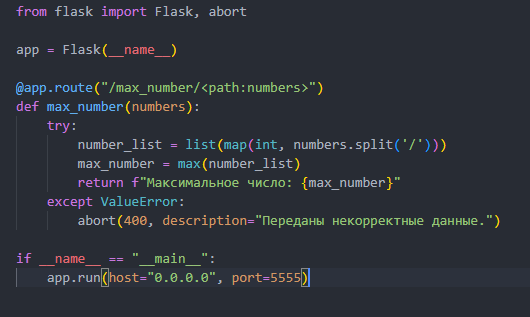 from flask import Flask, abort
app = Flask(__name__)
@app.route("/max_number/<path:numbers>")
def max_number(numbers):
    try:
        number_list = list(map(int, numbers.split('/')))
        max_number = max(number_list)
        return f"Максимальное число: {max_number}"
    except ValueError:
        abort(400, description="Переданы некорректные данные.")
if __name__ == "__main__":
    app.run(host="0.0.0.0", port=5555)